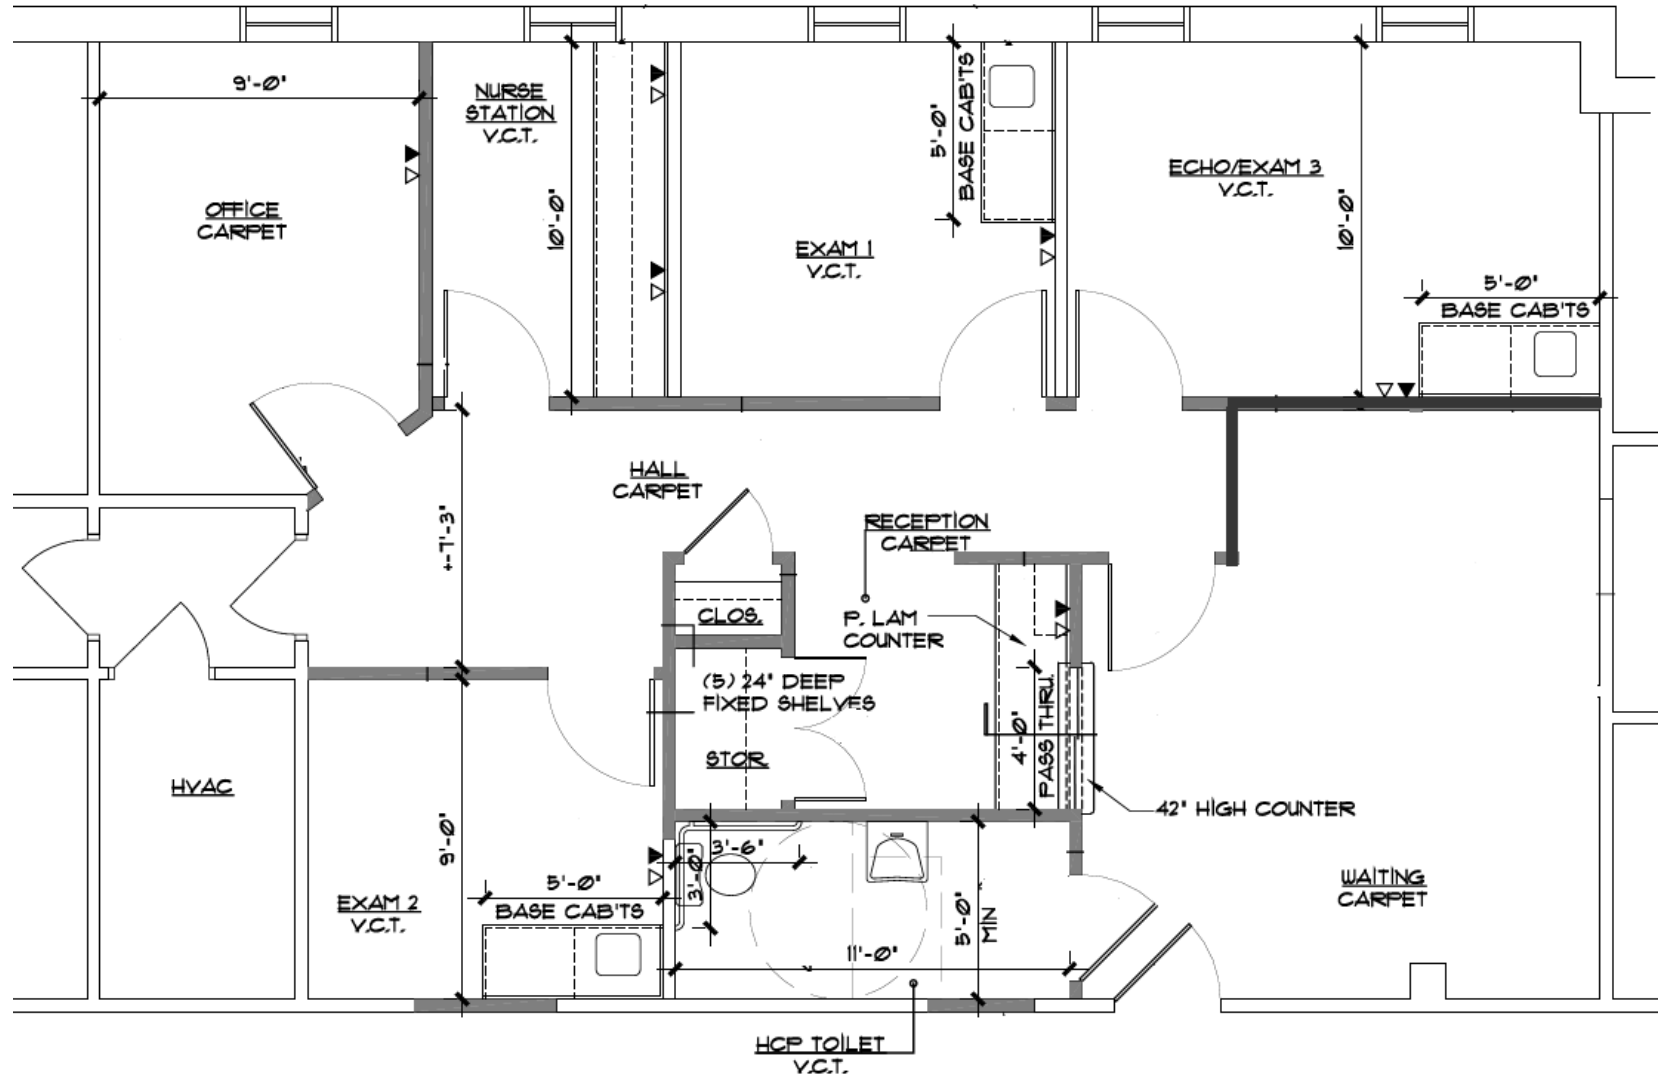 9'-0"
NURSE
STATION
V.C.T.
OFFICE
CARPET
10'-0"
5'-0"
BASE CAB'TS
EXAM 1
V.C.T.
ECHO/EXAM 3
V.C.T.
10'-0"
5'-0"
BASE CAB'TS
HALL
CARPET
+-7'-3"
RECEPTION
CARPET
CLOS.
P. LAM
COUNTER
(5) 24" DEEP
FIXED SHELVES
STOR.
4'-0"
PASS THRU.
42" HIGH COUNTER
HVAC
9'-0"
EXAM 2
V.C.T.
5'-0"
BASE CAB'TS
3'-6"
3'-0"
11'-0"
5'-0"
MIN
WAITING
CARPET
HCP TOILET
V.C.T.